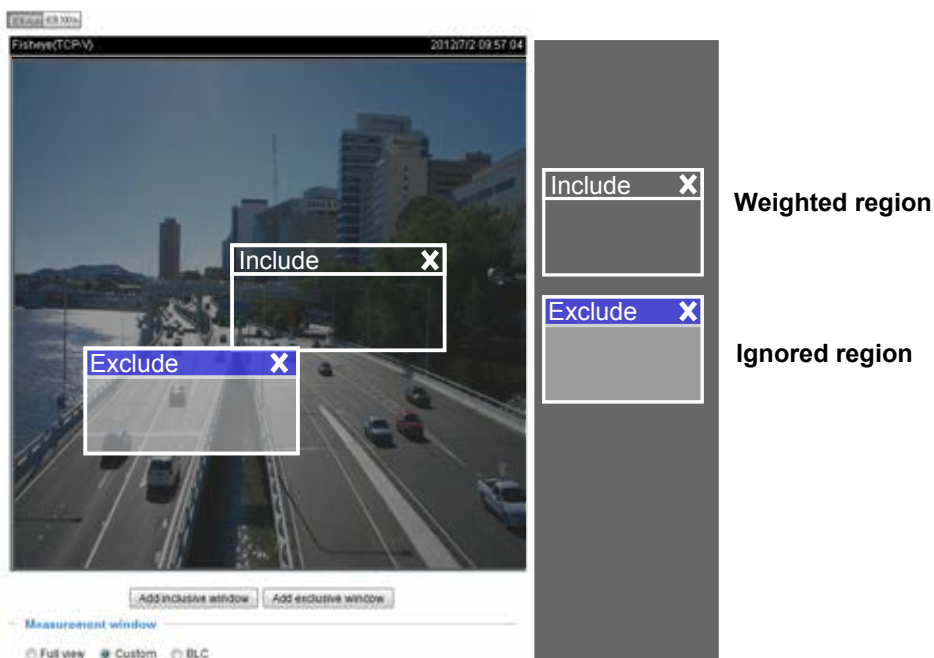 Fisheye(TCP-V) 2012/7/2 09:57:04
Include X
Weighted region
Include X
Exclude X
Ignored region
Exclude X
Add inclusive window Add exclusive window
Measurement window
Full view Custom BLC